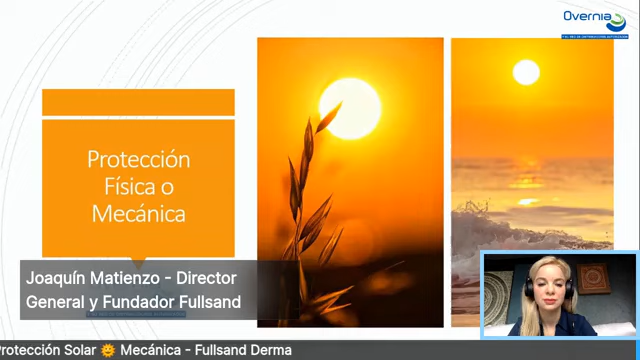 Overnia
Protección
Física o
Mecánica
Joaquín Matienzo - Director
General y Fundador Fullsand
Protección Solar 🌞 Mecánica - Fullsand Derma